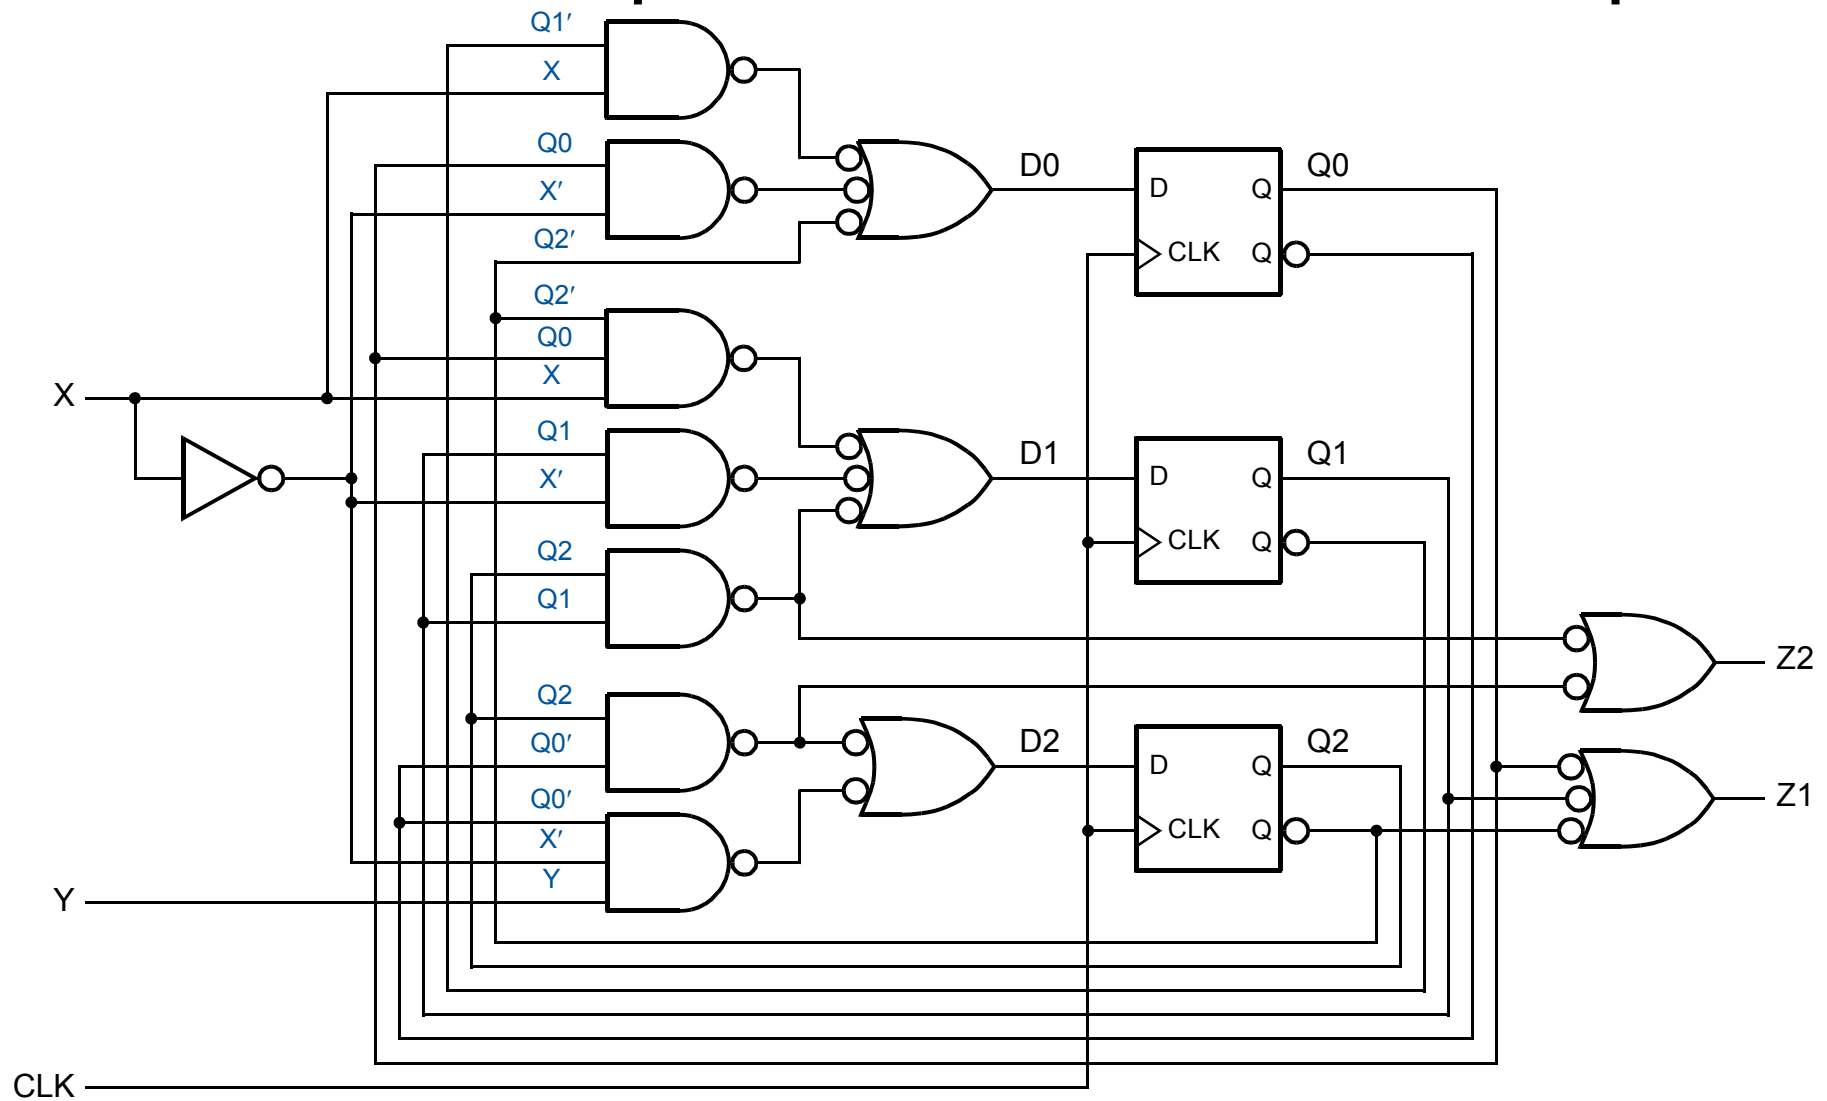 Q1′
X
Q0
X′
D0
Q0
D Q
Q2′
CLK Q
Q2′
Q0
X
X
Q1
D1
Q1
X′
D Q
CLK Q
Q2
Q1
Z2
Q2
Q0′
D2
Q2
D Q
Q0′
Z1
X′
CLK Q
Y
Y
CLK